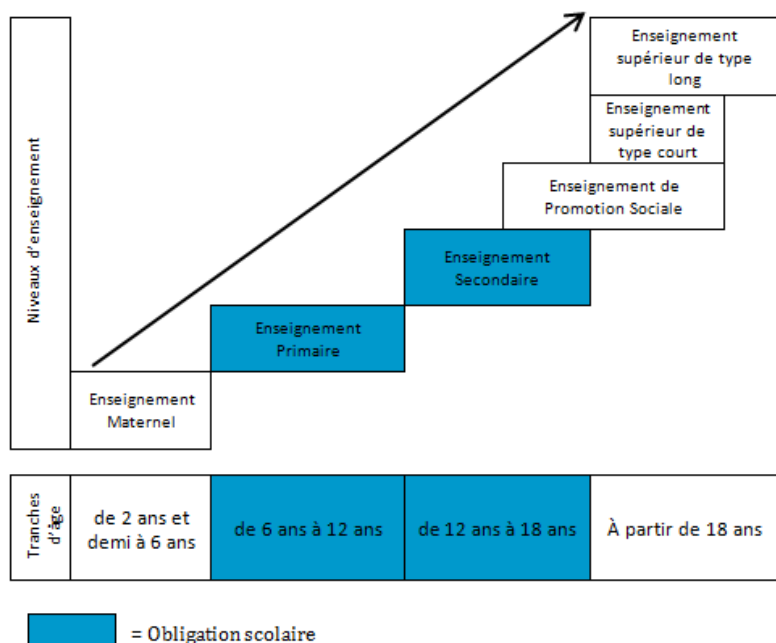 Enseignement
supérieur de type
long
Enseignement
supérieur de
type court
Enseignement de
Promotion Sociale
Enseignement
Secondaire
Enseignement
Primaire
Enseignement
Maternel
Niveaux d'enseignement
Tranches
d'âge
de 2 ans et
demi à 6 ans
de 6 ans à 12 ans
de 12 ans à 18 ans
À partir de 18 ans
= Obligation scolaire